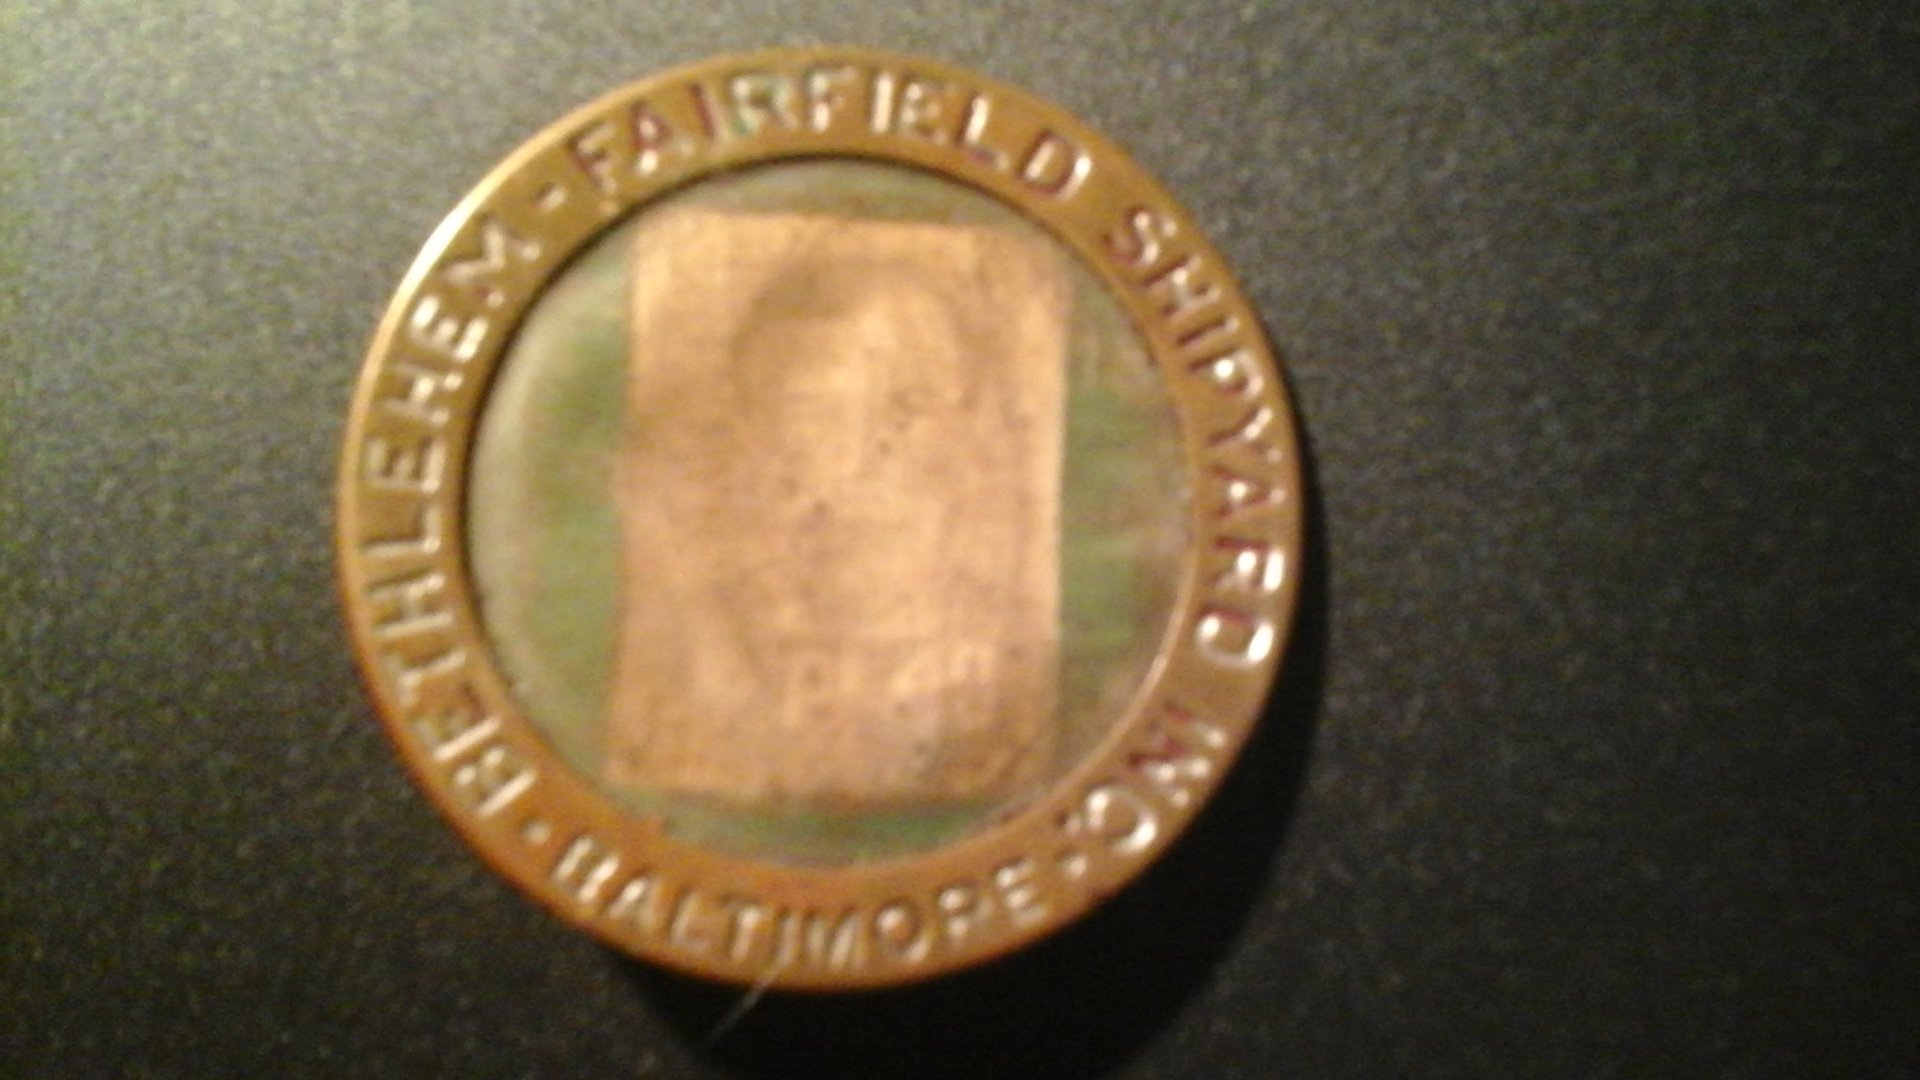 BETHLEHEM - FAIRFIELD SHIPYARD INC.
· BALTIMORE ·